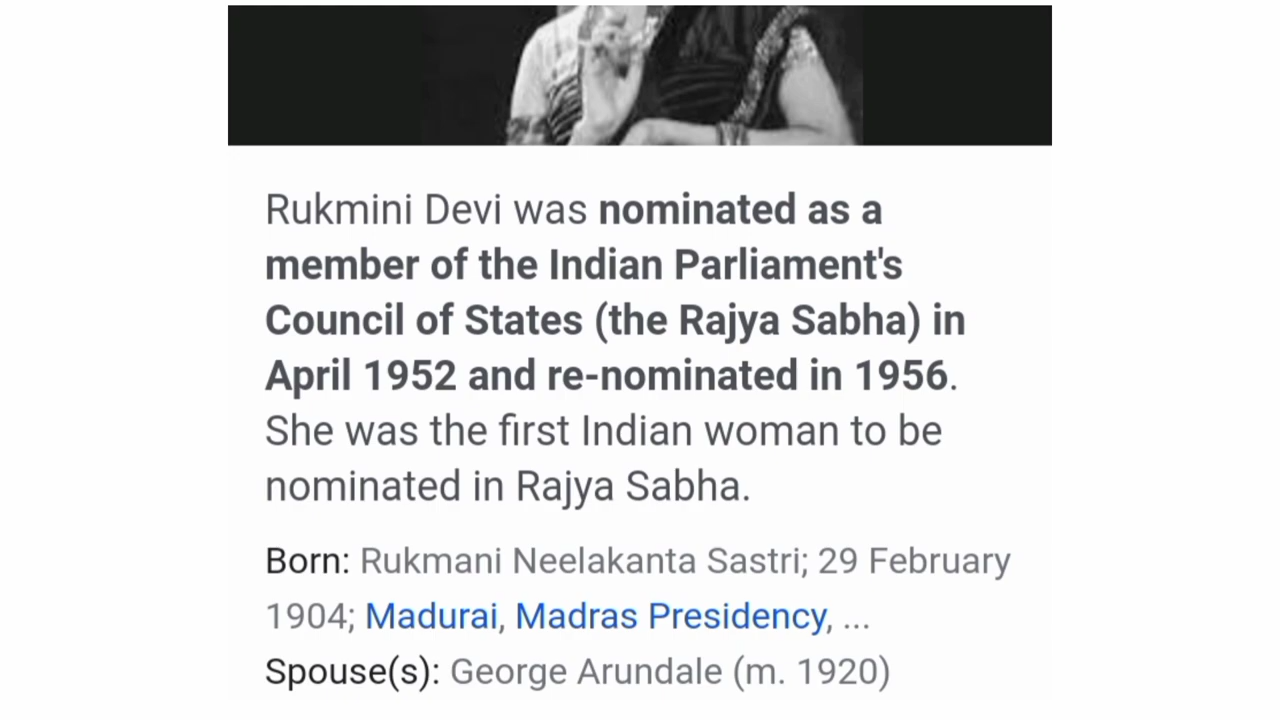 Rukmini Devi was nominated as a
member of the Indian Parliament's
Council of States (the Rajya Sabha) in
April 1952 and re-nominated in 1956.
She was the first Indian woman to be
nominated in Rajya Sabha.
Born: Rukmani Neelakanta Sastri; 29 February
1904; Madurai, Madras Presidency, ...
Spouse(s): George Arundale (m. 1920)